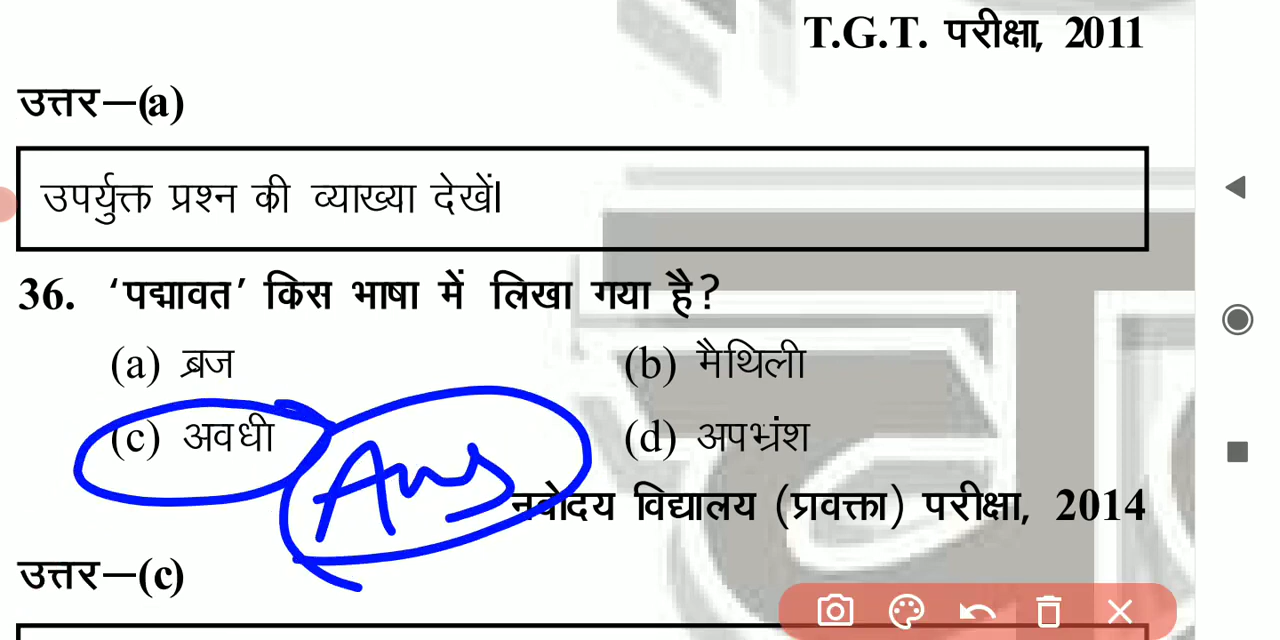 T.G.T. परीक्षा, 2011
उत्तर–(a)
उपर्युक्त प्रश्न की व्याख्या देखें।
36. ‘पद्मावत’ किस भाषा में लिखा गया है?
(a) ब्रज (b) मैथिली
(c) अवधी (d) अपभ्रंश
Ans
नवोदय विद्यालय (प्रवक्ता) परीक्षा, 2014
उत्तर–(c)